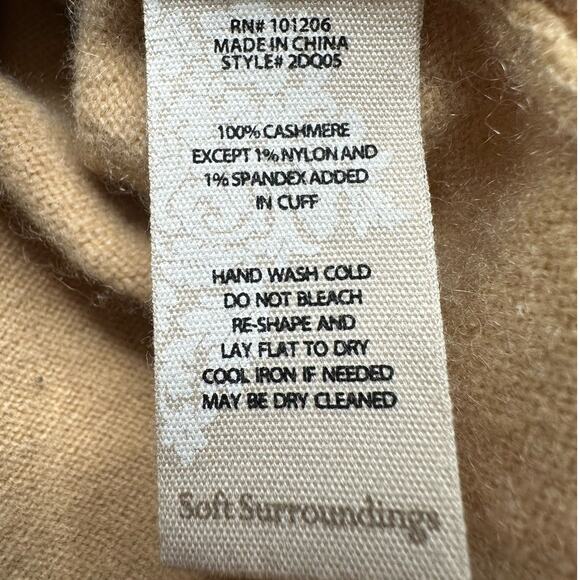 RN# 101206
MADE IN CHINA
STYLE# 2DQ05
100% CASHMERE
EXCEPT 1% NYLON AND
1% SPANDEX ADDED
IN CUFF
HAND WASH COLD
DO NOT BLEACH
RE-SHAPE AND
LAY FLAT TO DRY
COOL IRON IF NEEDED
MAY BE DRY CLEANED
Soft Surroundings